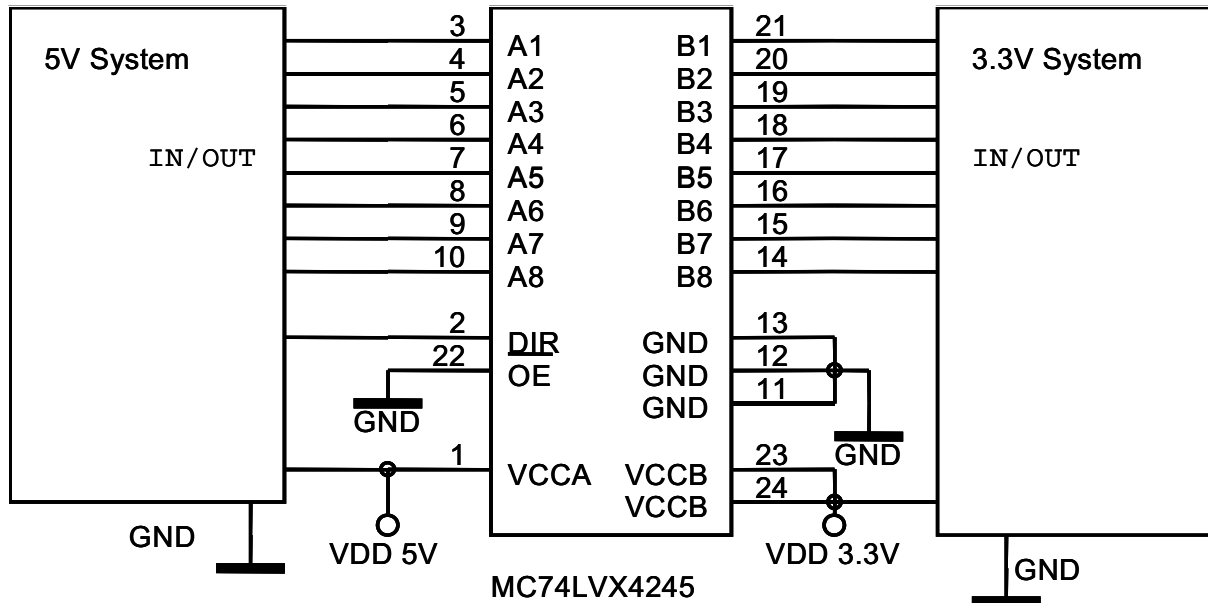 5V System
IN/OUT
GND
3 A1
4 A2
5 A3
6 A4
7 A5
8 A6
9 A7
10 A8
2 DIR
22 OE
GND
1 VCCA
VDD 5V
B1 21
B2 20
B3 19
B4 18
B5 17
B6 16
B7 15
B8 14
GND 13
GND 12
GND 11
GND
VCCB 23
VCCB 24
VDD 3.3V
MC74LVX4245
3.3V System
IN/OUT
GND